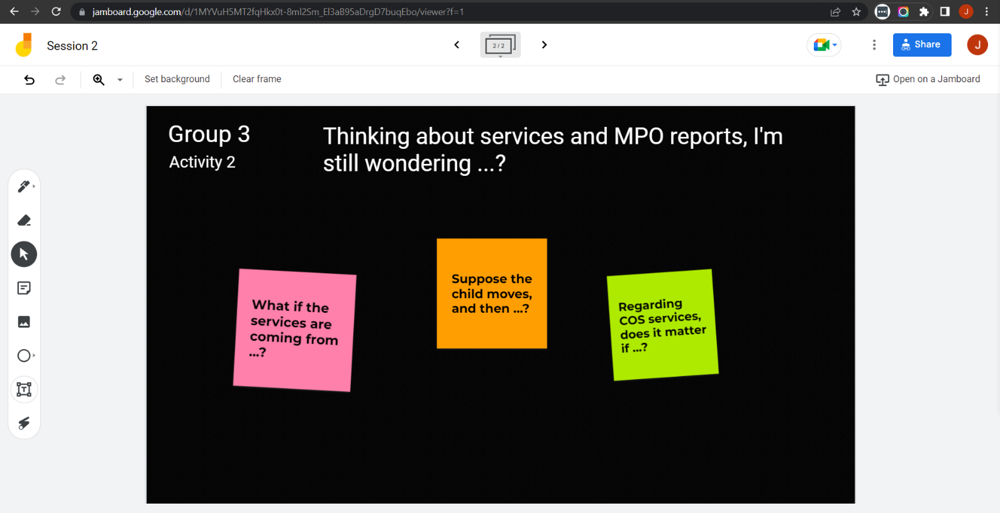 jamboard.google.com/d/1MYVuH5MT2fqHkx0t-8ml2Sm_El3aB95aDrgD7buqEbo/viewer?f=1
J
Session 2
2 / 2
Share
J
Set background
Clear frame
Open on a Jamboard
Group 3
Activity 2
Thinking about services and MPO reports, I'm
still wondering ...?
What if the
services are
coming from
...?
Suppose the
child moves,
and then ...?
Regarding
COS services,
does it matter
if ...?
T